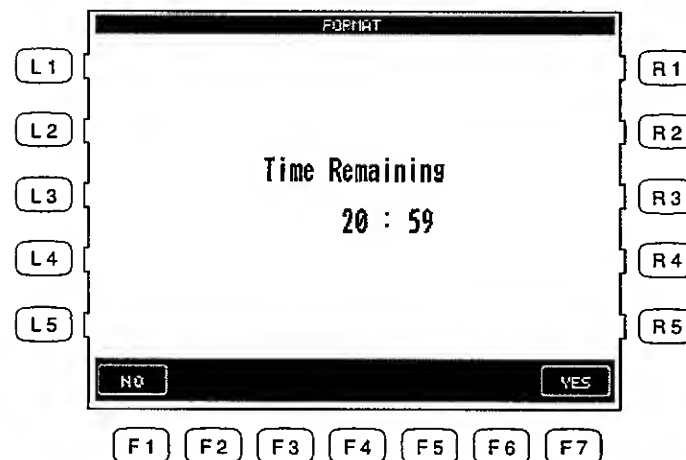 FORMAT
L1
R1
L2
R2
Time Remaining
L3
R3
20 : 59
L4
R4
L5
R5
NO
YES
F1 F2 F3 F4 F5 F6 F7